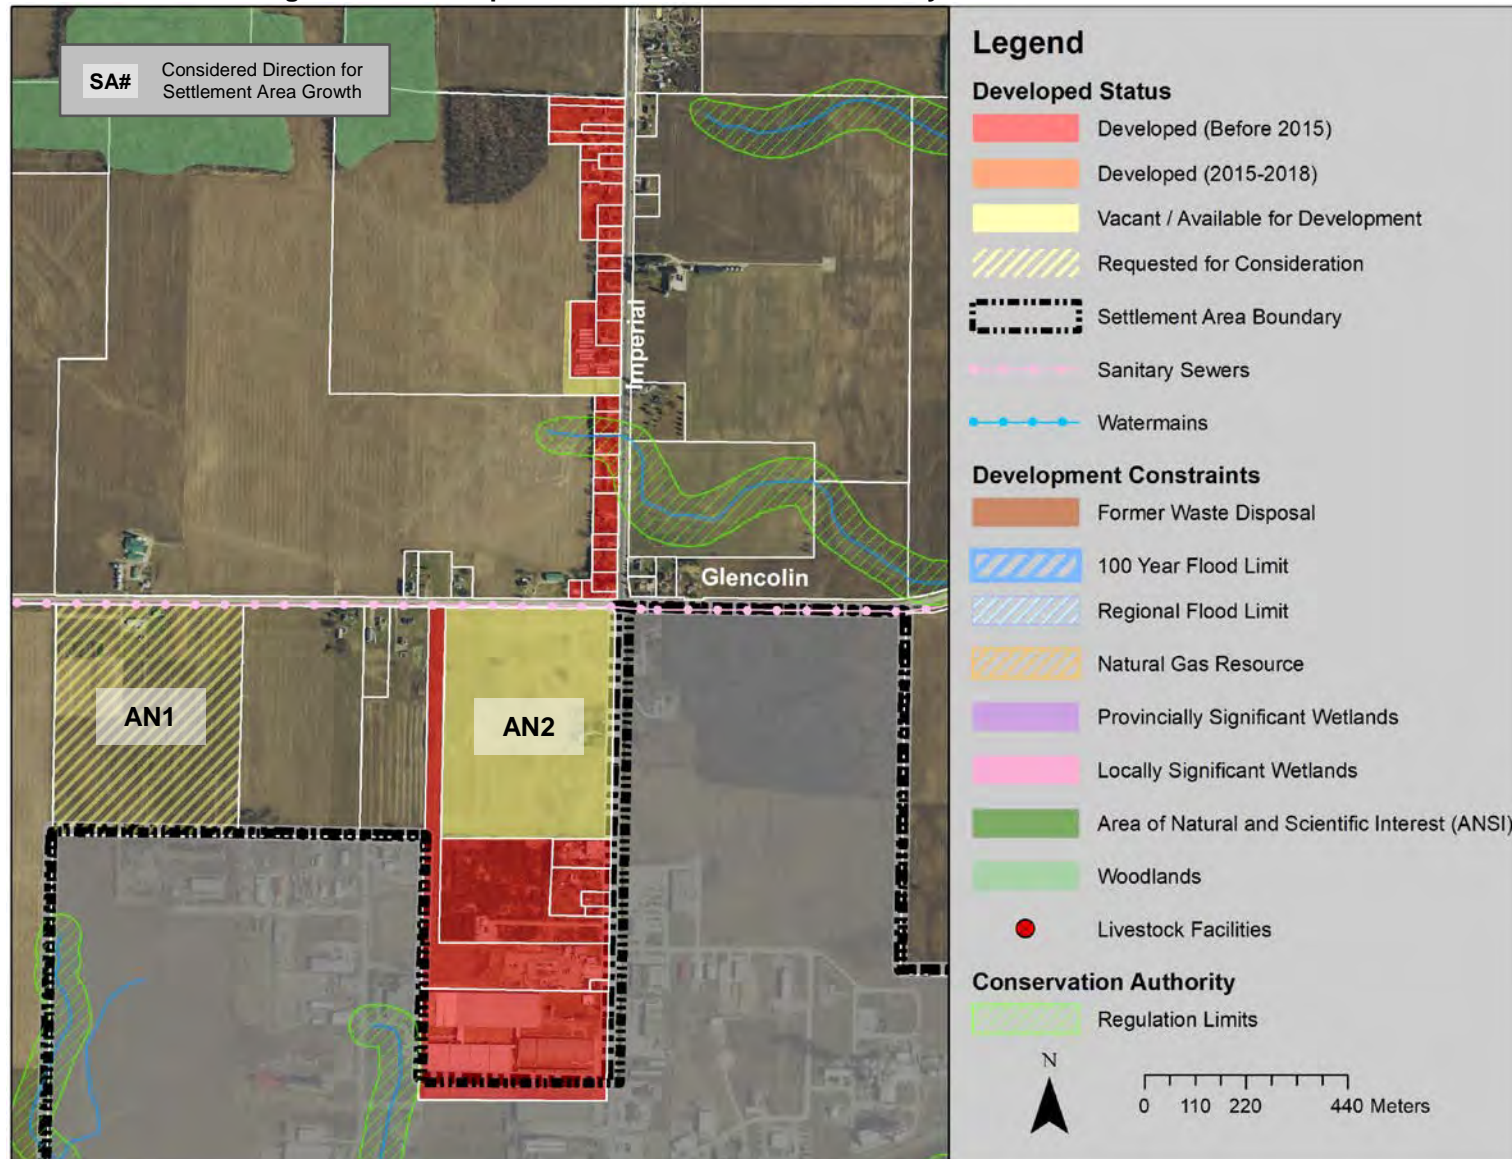 SA#
Considered Direction for
Settlement Area Growth
Imperial
Glencolin
AN1
AN2
Legend
Developed Status
Developed (Before 2015)
Developed (2015-2018)
Vacant / Available for Development
Requested for Consideration
Settlement Area Boundary
Sanitary Sewers
Watermains
Development Constraints
Former Waste Disposal
100 Year Flood Limit
Regional Flood Limit
Natural Gas Resource
Provincially Significant Wetlands
Locally Significant Wetlands
Area of Natural and Scientific Interest (ANSI)
Woodlands
Livestock Facilities
Conservation Authority
Regulation Limits
N
0 110 220 440 Meters